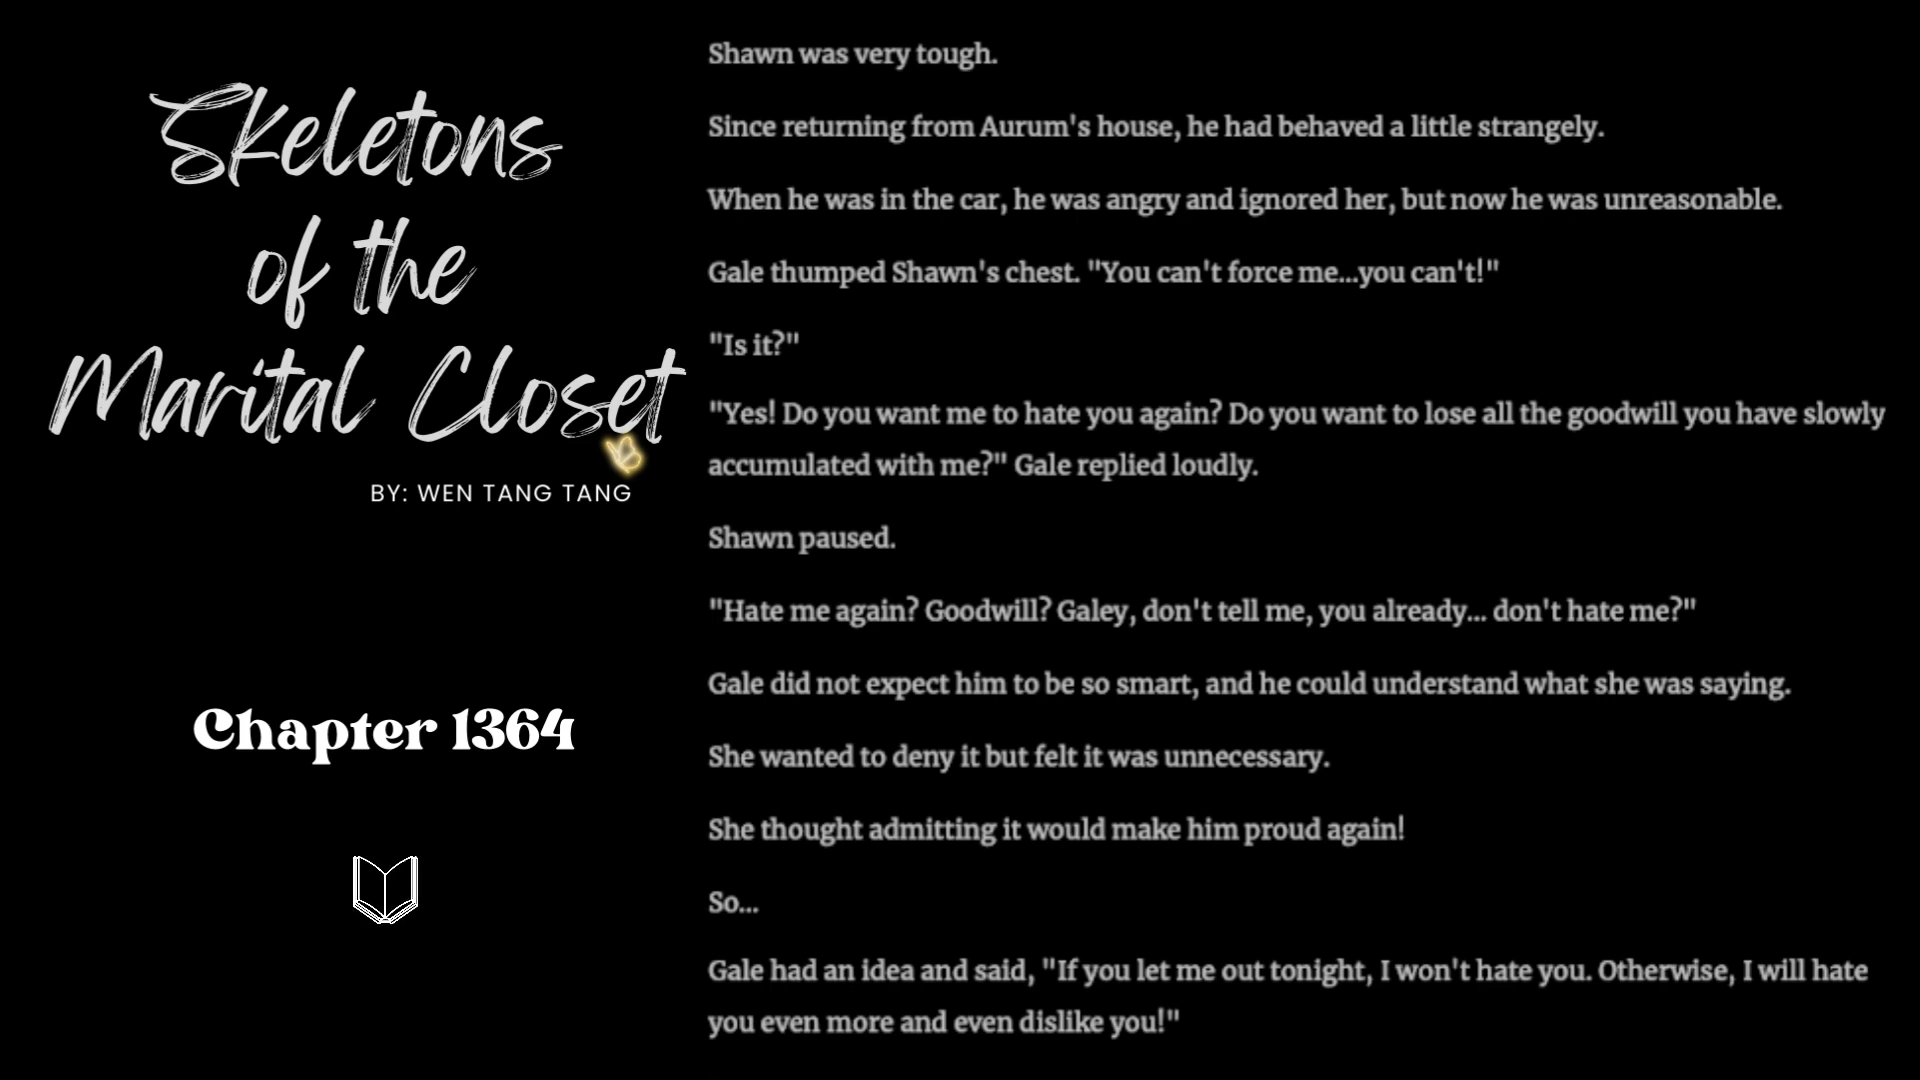 Skeletons
of the
Marital Closet
BY: WEN TANG TANG
Chapter 1364
Shawn was very tough.
Since returning from Aurum's house, he had behaved a little strangely.
When he was in the car, he was angry and ignored her, but now he was unreasonable.
Gale thumped Shawn's chest. "You can't force me...you can't!"
"Is it?"
"Yes! Do you want me to hate you again? Do you want to lose all the goodwill you have slowly
accumulated with me?" Gale replied loudly.
Shawn paused.
"Hate me again? Goodwill? Galey, don't tell me, you already... don't hate me?"
Gale did not expect him to be so smart, and he could understand what she was saying.
She wanted to deny it but felt it was unnecessary.
She thought admitting it would make him proud again!
So...
Gale had an idea and said, "If you let me out tonight, I won't hate you. Otherwise, I will hate
you even more and even dislike you!"